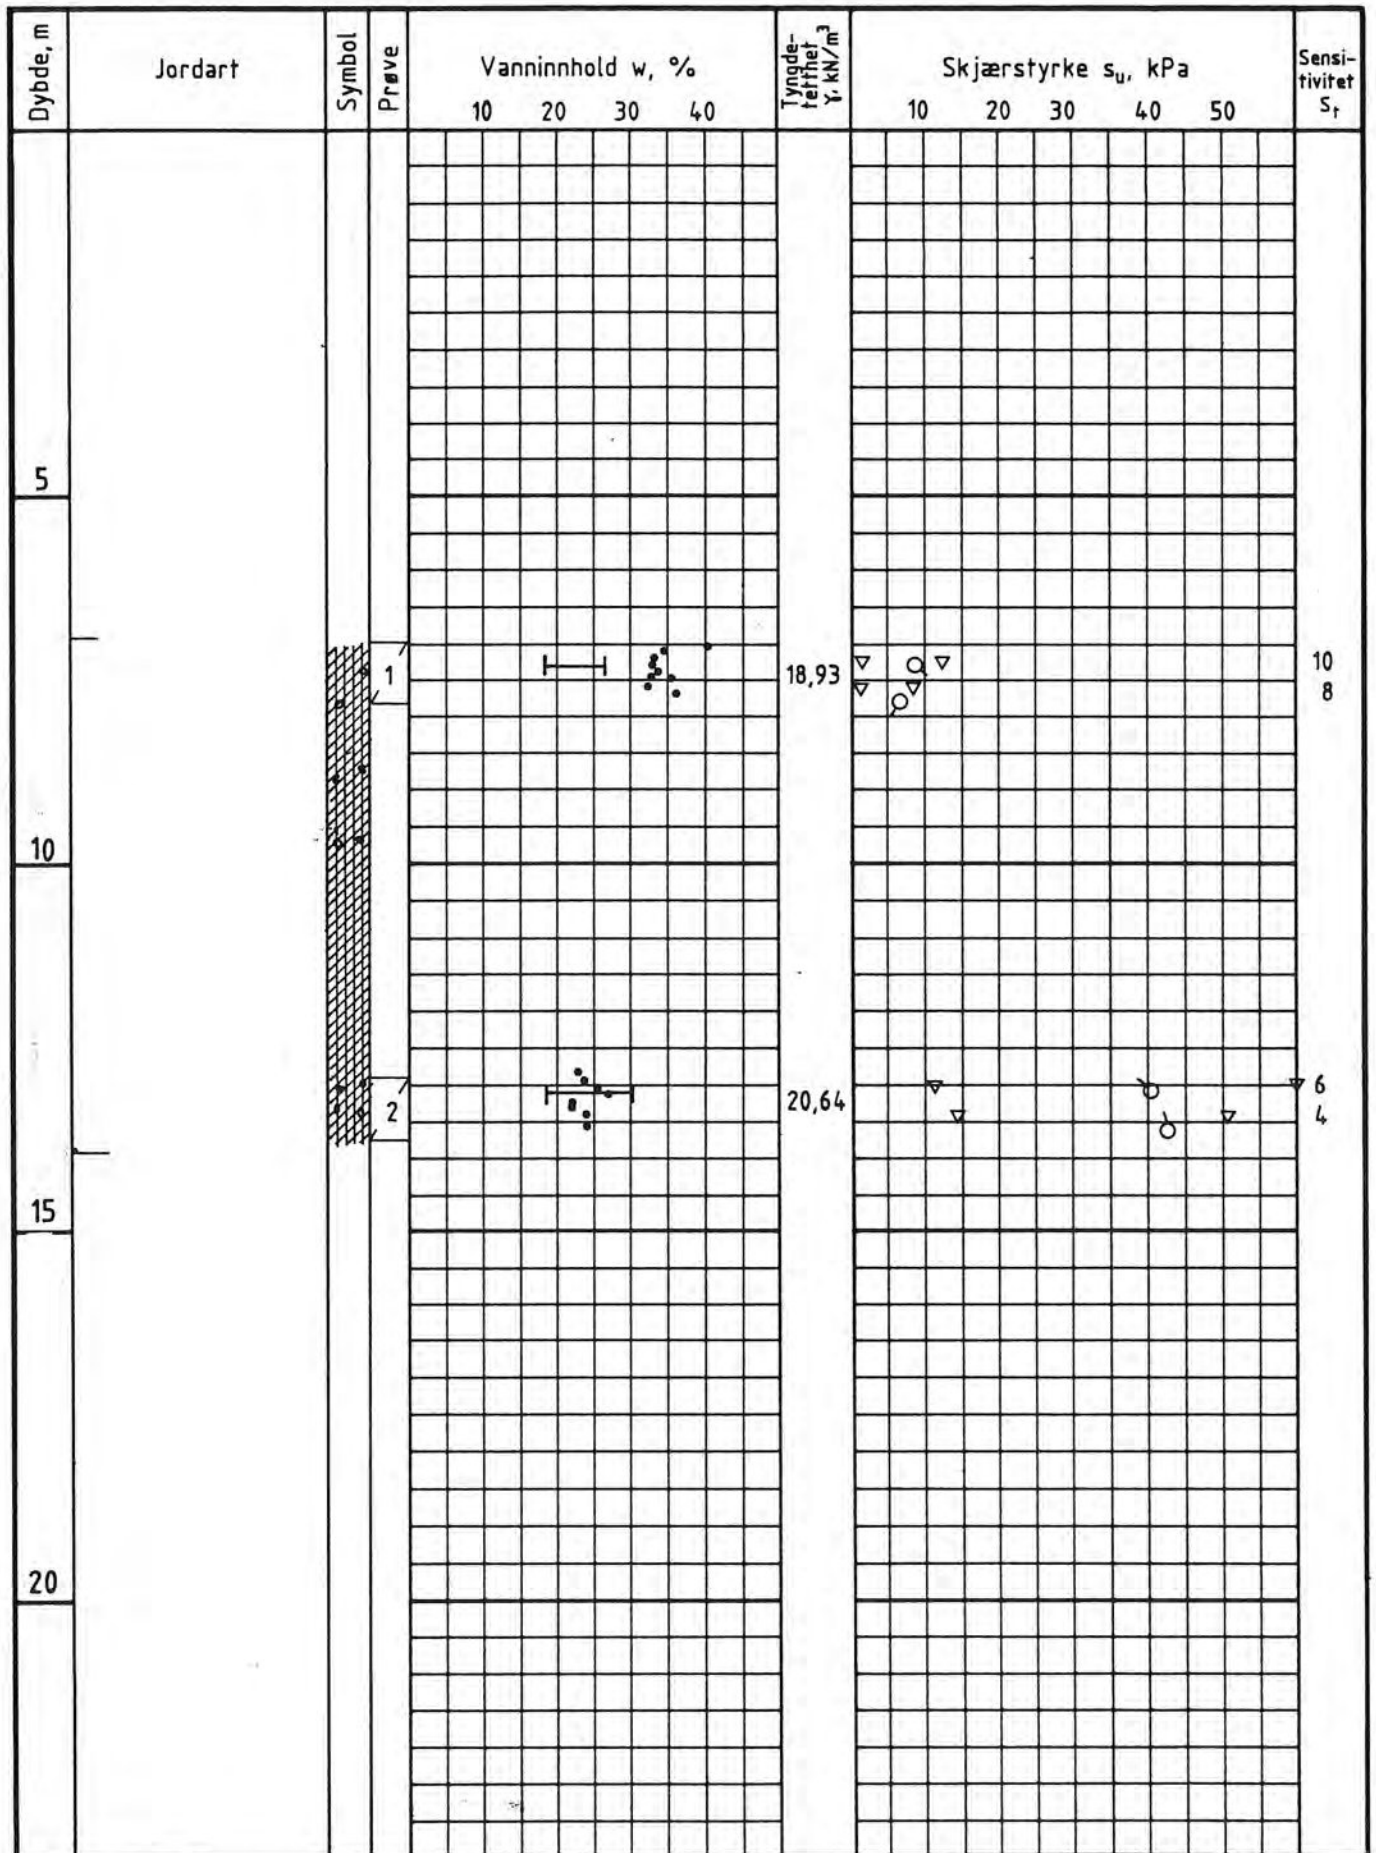 Dybde, m
Jordart
Symbol
Prøve
Vanninnhold w, %
10 20 30 40
Tyngde-
tetthet
γ, kN/m³
Skjærstyrke su, kPa
10 20 30 40 50
Sensi-
tivitet
St
5
1
18,93
10
8
10
2
20,64
6
4
15
20